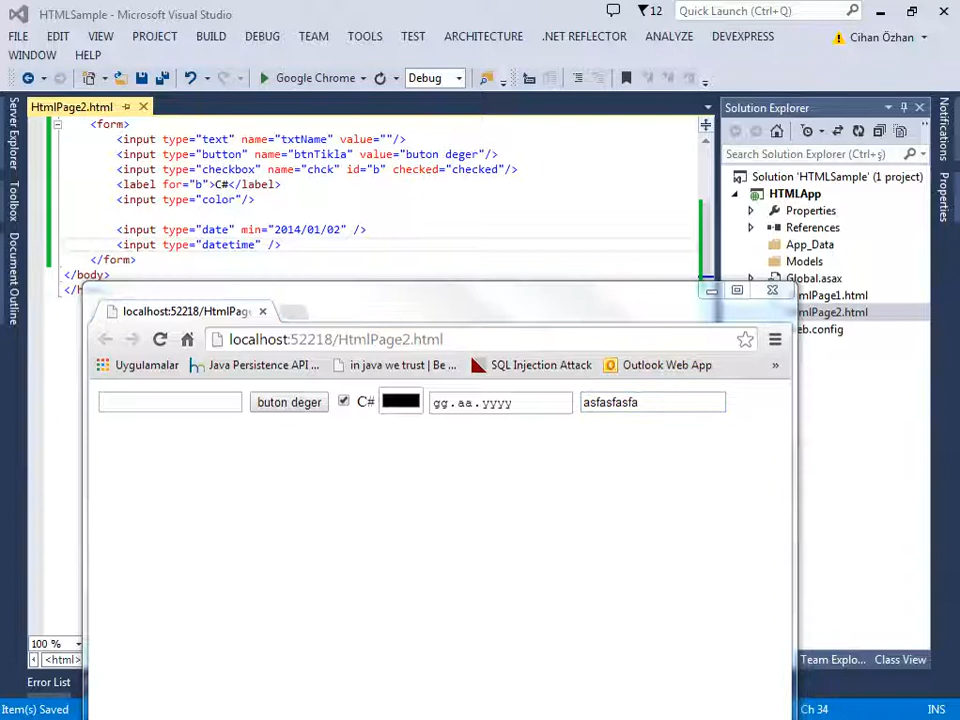 HTMLSample - Microsoft Visual Studio
12
Quick Launch (Ctrl+Q)
FILE EDIT VIEW PROJECT BUILD DEBUG TEAM TOOLS TEST ARCHITECTURE .NET REFLECTOR ANALYZE DEVEXPRESS
Cihan Özhan
WINDOW HELP
Google Chrome
Debug
Server Explorer
Toolbox
Document Outline
HtmlPage2.html
<form>
<input type="text" name="txtName" value=""/>
<input type="button" name="btnTikla" value="buton deger"/>
<input type="checkbox" name="chck" id="b" checked="checked"/>
<label for="b">C#</label>
<input type="color"/>
<input type="date" min="2014/01/02" />
<input type="datetime" />
</form>
</body>
localhost:52218/HtmlPag
localhost:52218/HtmlPage2.html
Uygulamalar
Java Persistence API ...
in java we trust | Be ...
SQL Injection Attack
Outlook Web App
»
buton deger
C#
gg.aa.yyyy
asfasfasfa
Solution Explorer
Search Solution Explorer (Ctrl+ş)
Solution 'HTMLSample' (1 project)
HTMLApp
Properties
References
App_Data
Models
Global.asax
Page1.html
Page2.html
eb.config
Notifications
Properties
100 %
<html>
Team Explo...
Class View
Error List
Item(s) Saved
Ch 34
INS